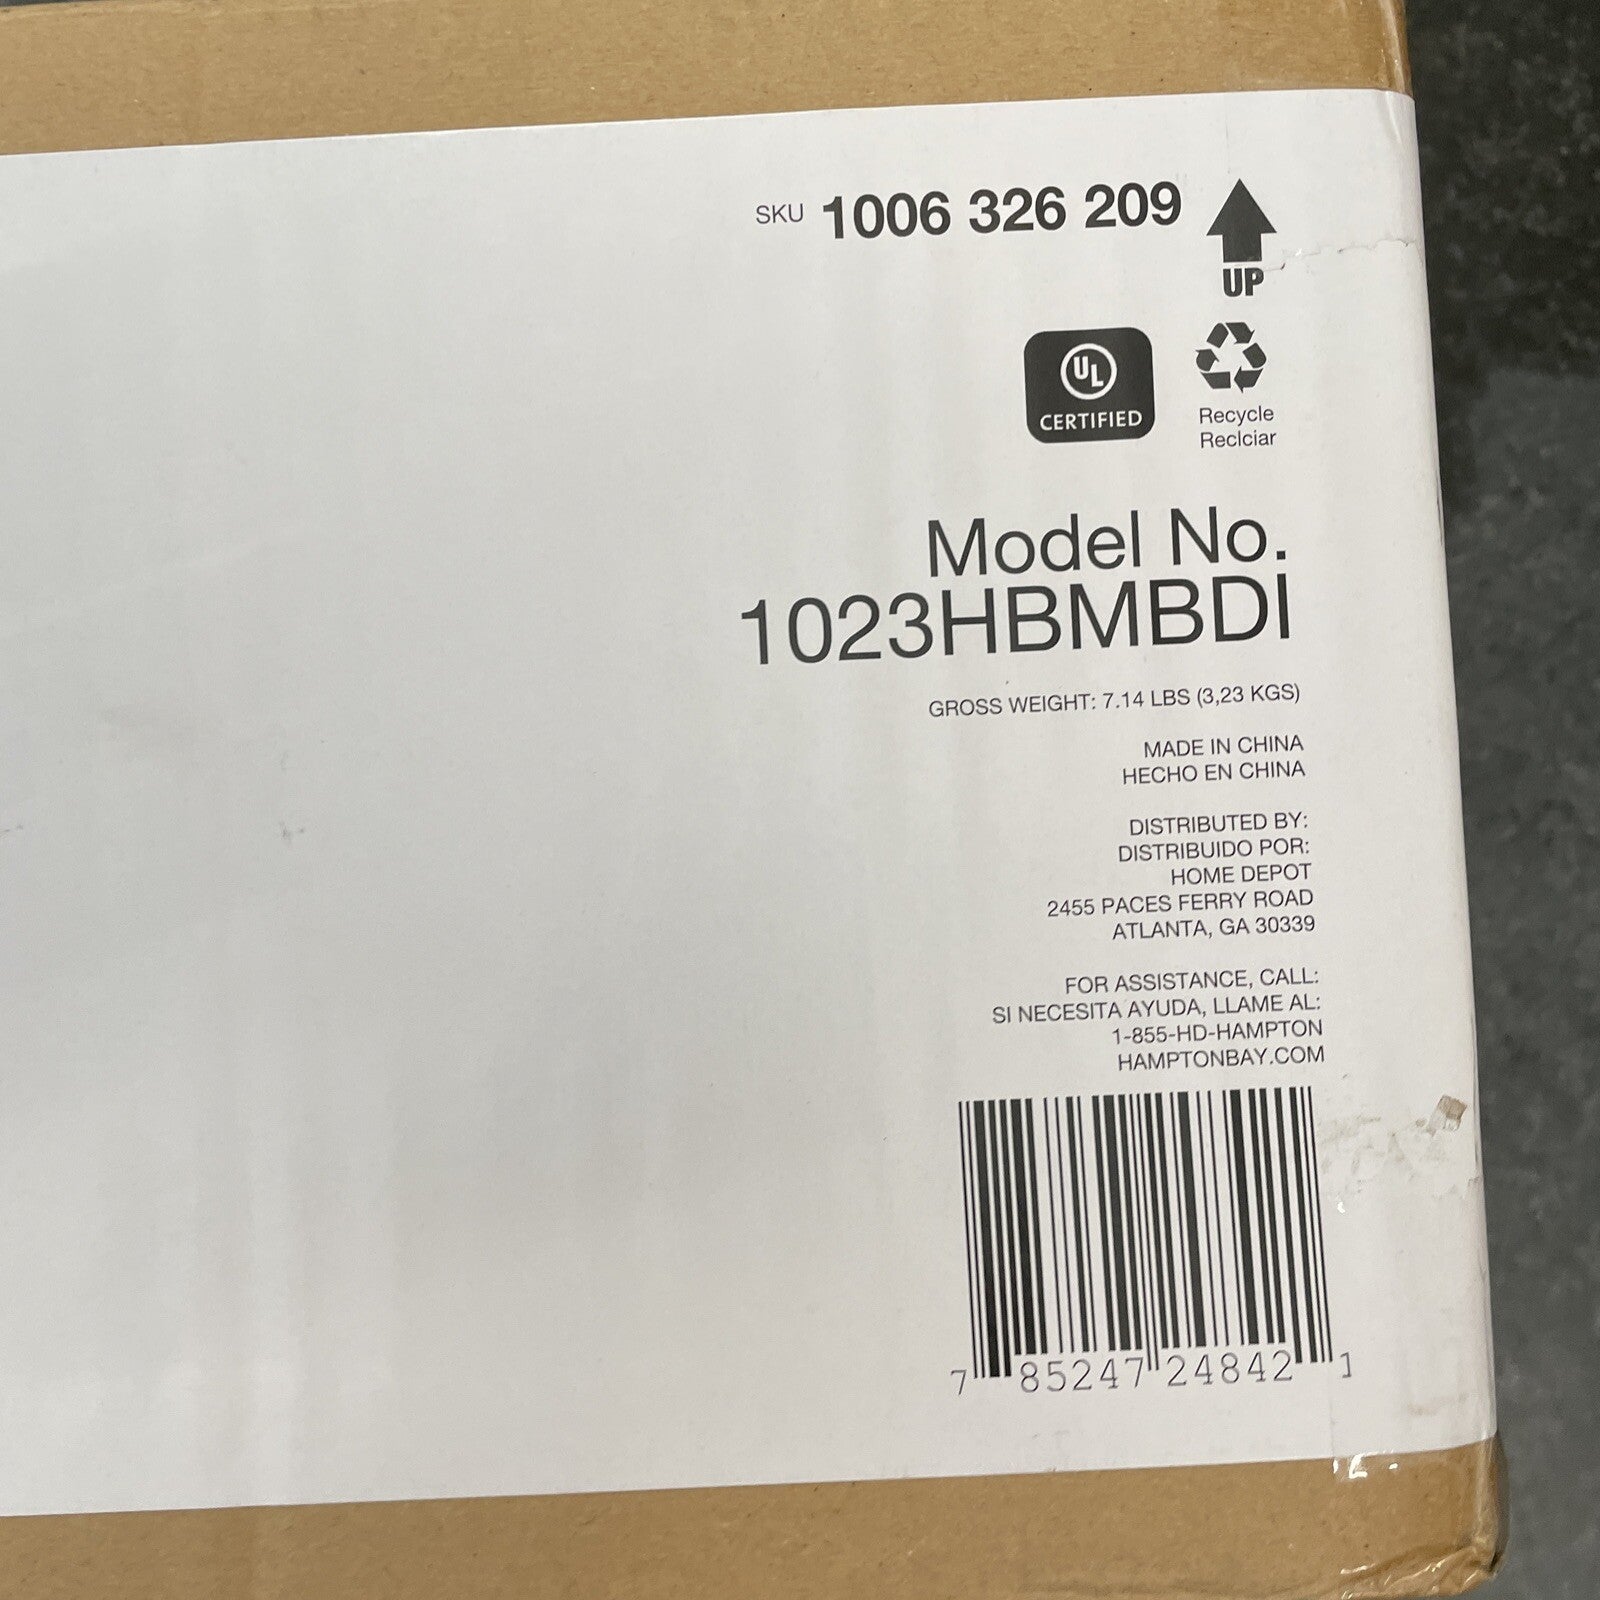 SKU 1006 326 209
UP
UL
CERTIFIED
Recycle
Reclciar
Model No.
1023HBMBDI
GROSS WEIGHT: 7.14 LBS (3,23 KGS)
MADE IN CHINA
HECHO EN CHINA
DISTRIBUTED BY:
DISTRIBUIDO POR:
HOME DEPOT
2455 PACES FERRY ROAD
ATLANTA, GA 30339
FOR ASSISTANCE, CALL:
SI NECESITA AYUDA, LLAME AL:
1-855-HD-HAMPTON
HAMPTONBAY.COM
7 85247 24842 1